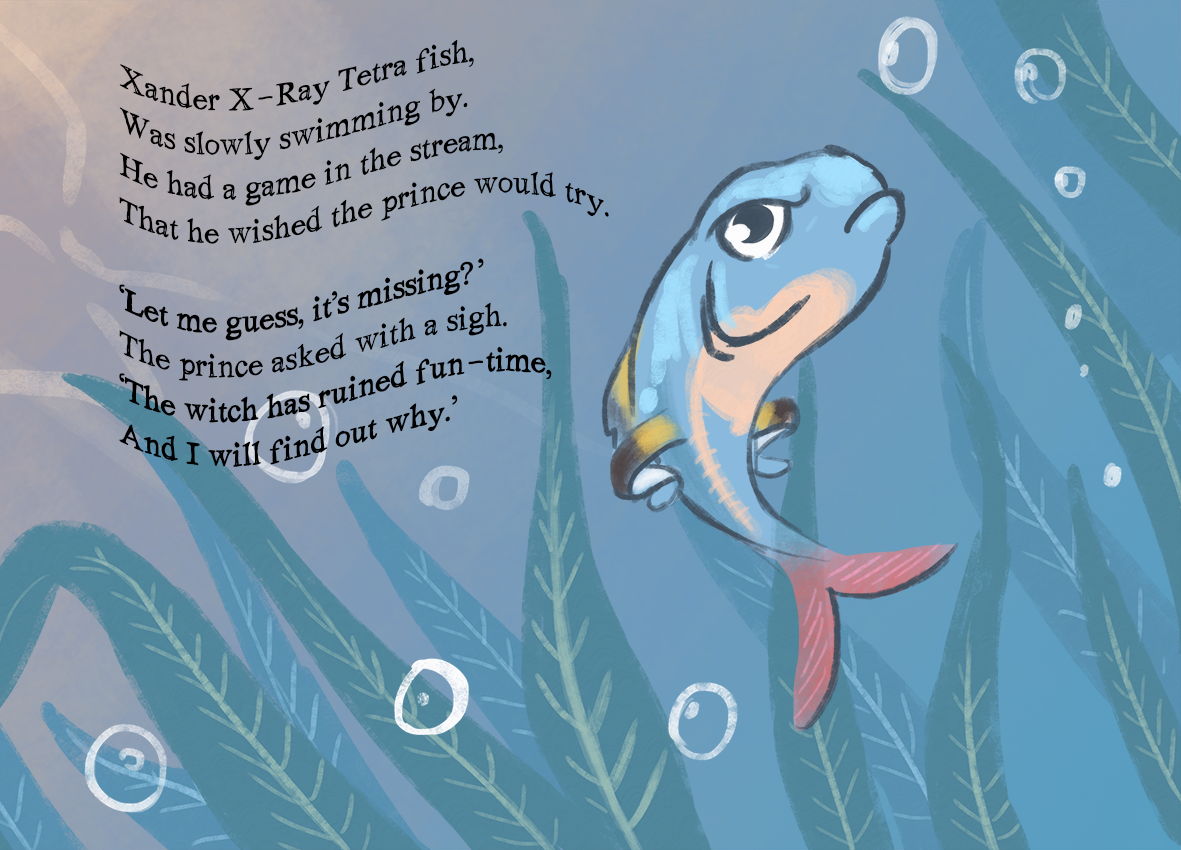 Xander X-Ray Tetra fish,
Was slowly swimming by.
He had a game in the stream,
That he wished the prince would try.
‘Let me guess, it’s missing?’
The prince asked with a sigh.
‘The witch has ruined fun-time,
And I will find out why.’